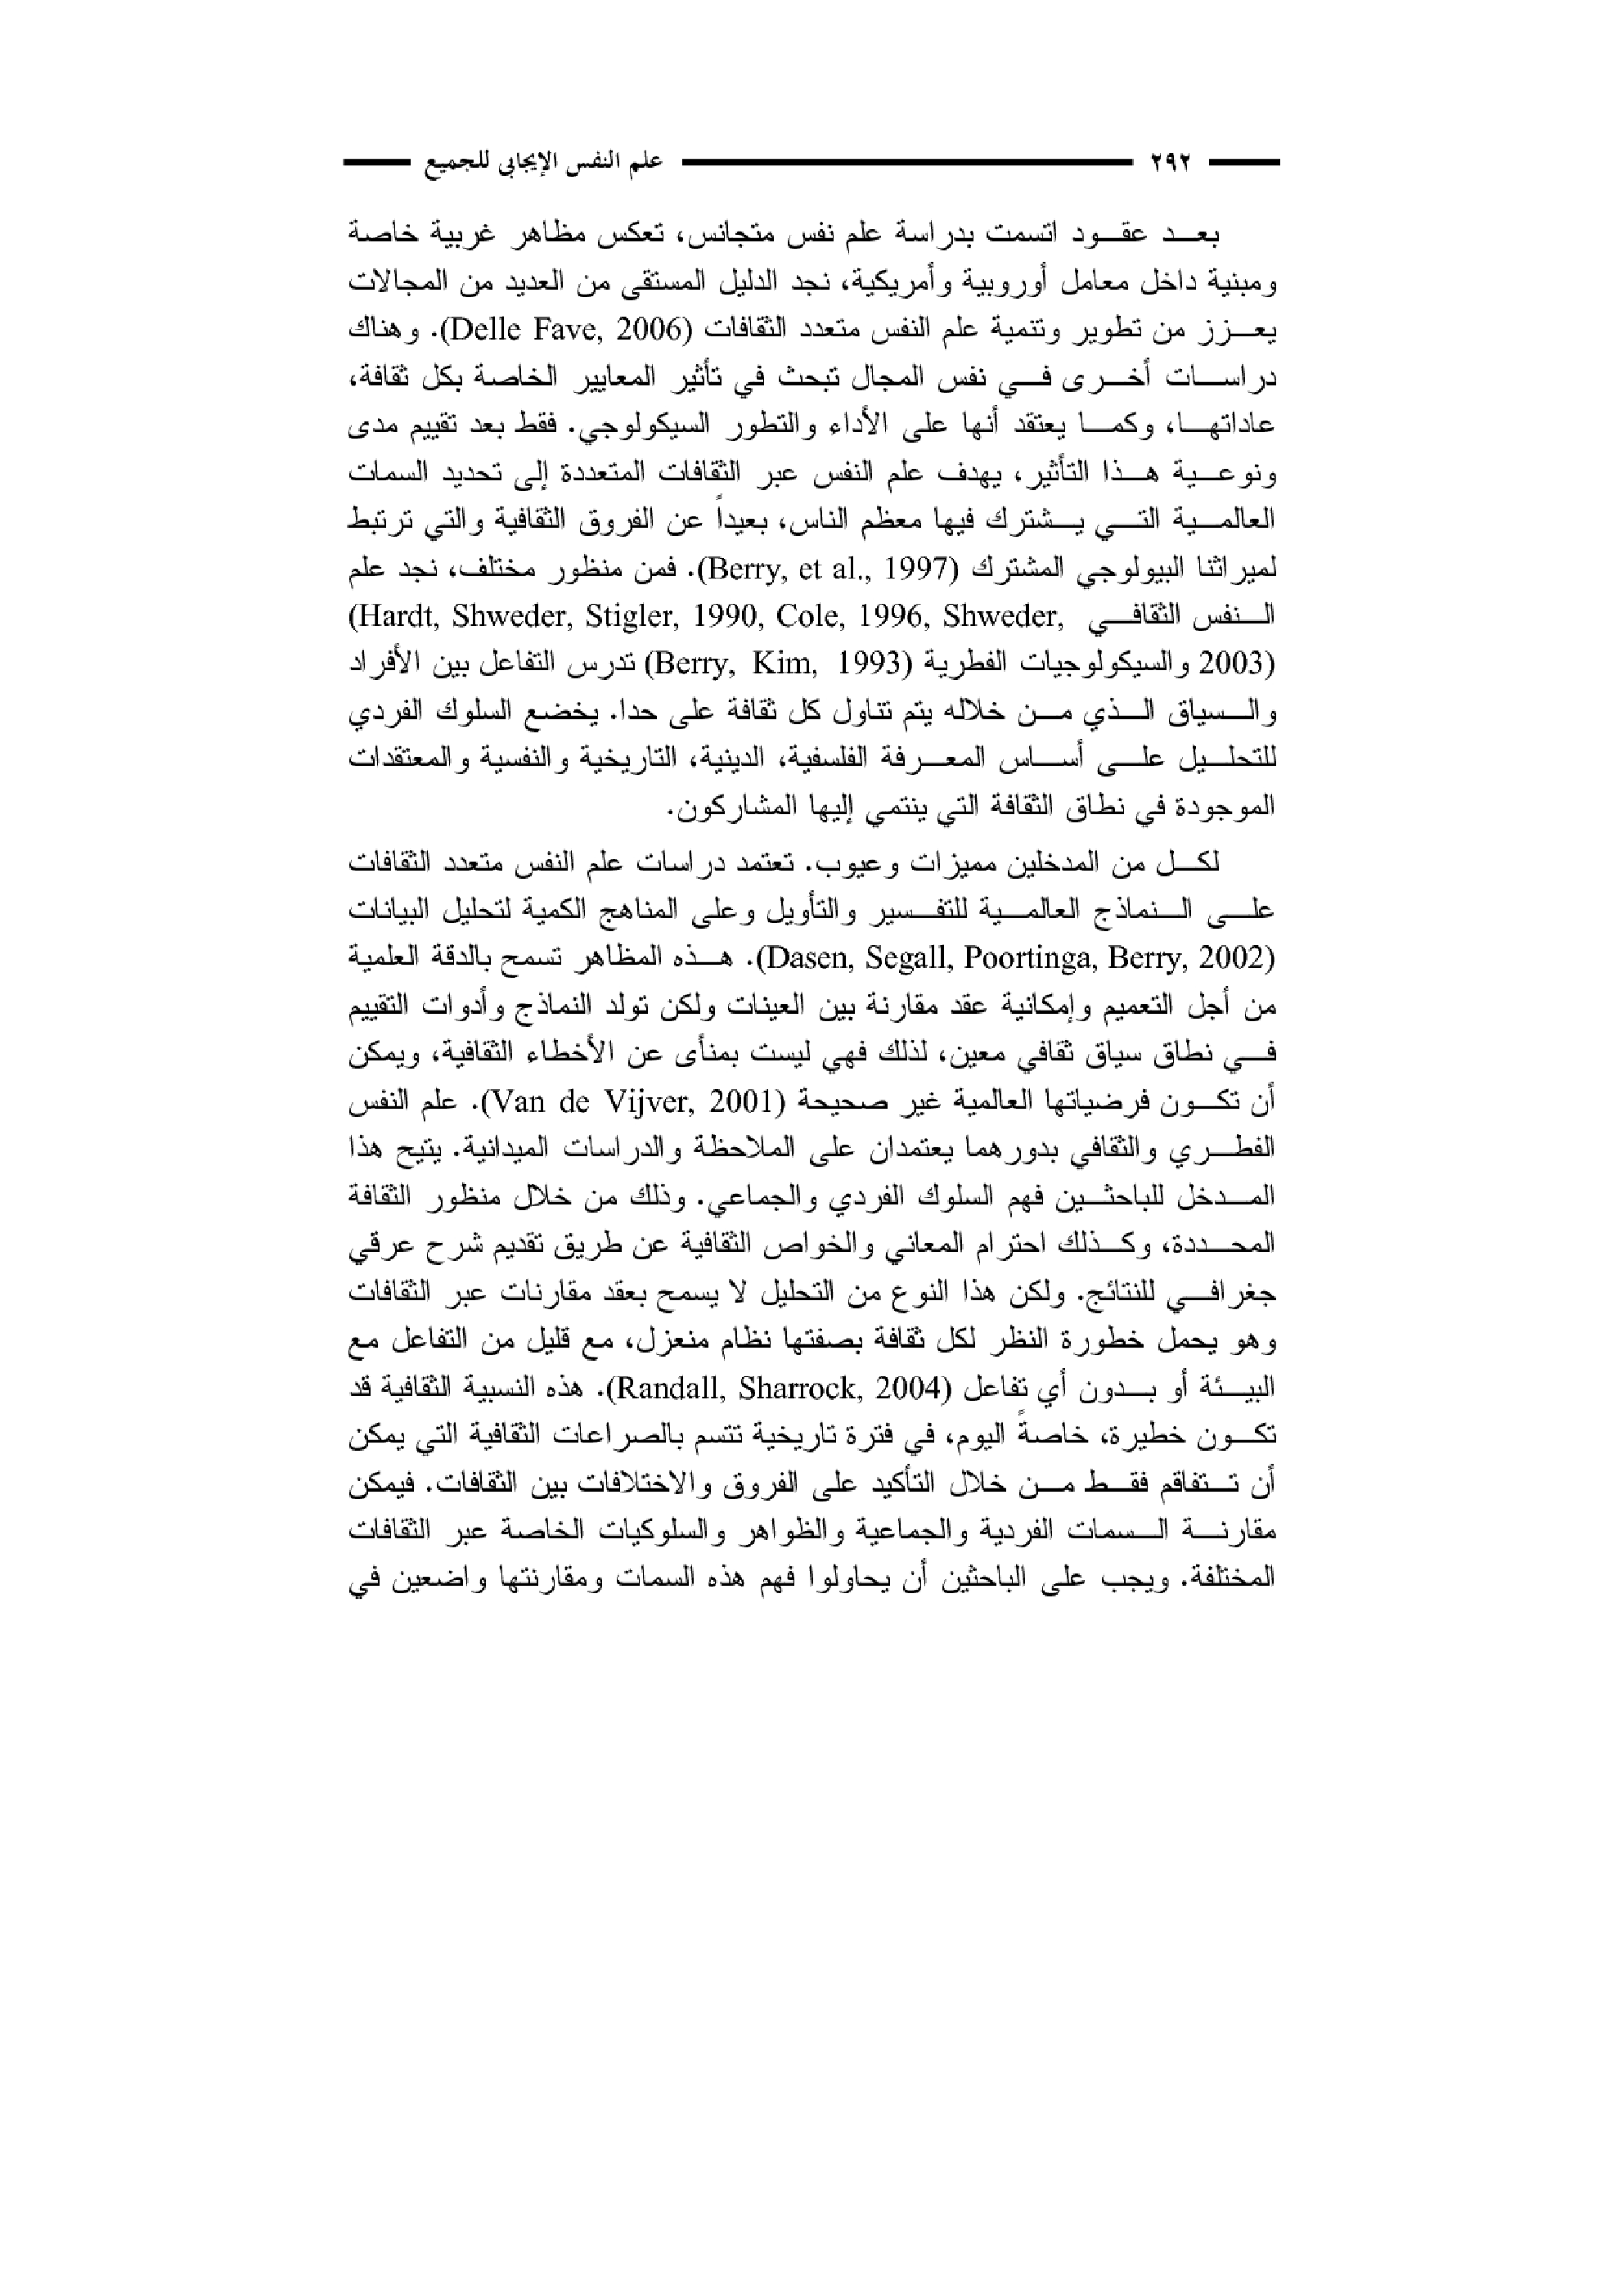 ٢٩٢ علم النفس الإيجابي للجميع
بعد عقود اتسمت بدراسة علم نفس متجانس، تعكس مظاهر غربية خاصة
ومبنية داخل معامل أوروبية وأمريكية، نجد الدليل المستقى من العديد من المجالات
يعزز من تطوير وتنمية علم النفس متعدد الثقافات (Delle Fave, 2006). وهناك
دراسات أخرى في نفس المجال تبحث في تأثير المعايير الخاصة بكل ثقافة،
عاداتها، وكما يعتقد أنها على الأداء والتطور السيكولوجي. فقط بعد تقييم مدى
ونوعية هذا التأثير، يهدف علم النفس عبر الثقافات المتعددة إلى تحديد السمات
العالمية التي يشترك فيها معظم الناس، بعيداً عن الفروق الثقافية والتي ترتبط
لميراثنا البيولوجي المشترك (Berry, et al., 1997). فمن منظور مختلف، نجد علم
النفس الثقافي (Hardt, Shweder, Stigler, 1990, Cole, 1996, Shweder,
2003) والسيكولوجيات الفطرية (Berry, Kim, 1993) تدرس التفاعل بين الأفراد
والسياق الذي من خلاله يتم تناول كل ثقافة على حدا. يخضع السلوك الفردي
للتحليل على أساس المعرفة الفلسفية، الدينية، التاريخية والنفسية والمعتقدات
الموجودة في نطاق الثقافة التي ينتمي إليها المشاركون.
لكل من المدخلين مميزات وعيوب. تعتمد دراسات علم النفس متعدد الثقافات
على النماذج العالمية للتفسير والتأويل وعلى المناهج الكمية لتحليل البيانات
(Dasen, Segall, Poortinga, Berry, 2002). هذه المظاهر تسمح بالدقة العلمية
من أجل التعميم وإمكانية عقد مقارنة بين العينات ولكن تولد النماذج وأدوات التقييم
في نطاق سياق ثقافي معين، لذلك فهي ليست بمنأى عن الأخطاء الثقافية، ويمكن
أن تكون فرضياتها العالمية غير صحيحة (Van de Vijver, 2001). علم النفس
الفطري والثقافي بدورهما يعتمدان على الملاحظة والدراسات الميدانية. يتيح هذا
المدخل للباحثين فهم السلوك الفردي والجماعي. وذلك من خلال منظور الثقافة
المحددة، وكذلك احترام المعاني والخواص الثقافية عن طريق تقديم شرح عرقي
جغرافي للنتائج. ولكن هذا النوع من التحليل لا يسمح بعقد مقارنات عبر الثقافات
وهو يحمل خطورة النظر لكل ثقافة بصفتها نظام منعزل، مع قليل من التفاعل مع
البيئة أو بدون أي تفاعل (Randall, Sharrock, 2004). هذه النسبية الثقافية قد
تكون خطيرة، خاصةً اليوم، في فترة تاريخية تتسم بالصراعات الثقافية التي يمكن
أن تتفاقم فقط من خلال التأكيد على الفروق والاختلافات بين الثقافات. فيمكن
مقارنة السمات الفردية والجماعية والظواهر والسلوكيات الخاصة عبر الثقافات
المختلفة. ويجب على الباحثين أن يحاولوا فهم هذه السمات ومقارنتها واضعين في